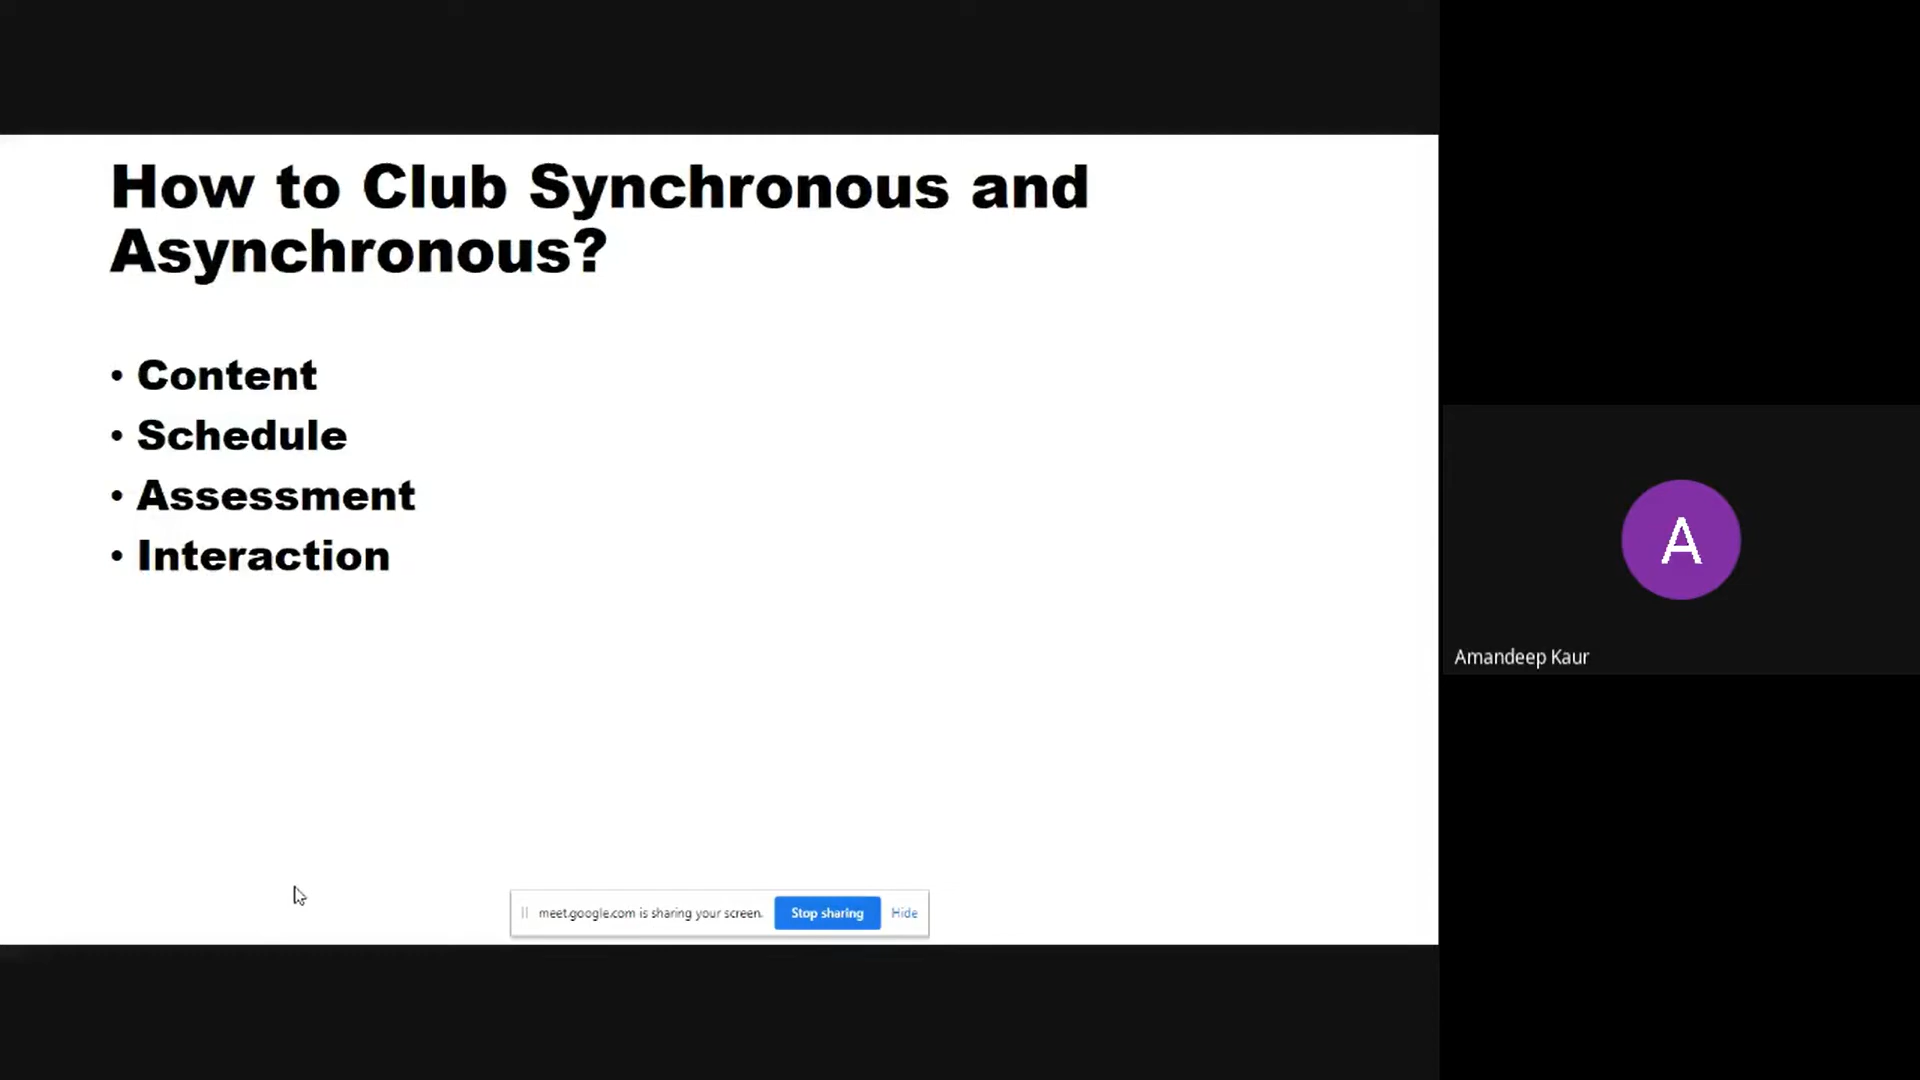 How to Club Synchronous and
Asynchronous?
• Content
• Schedule
• Assessment
• Interaction
A
Amandeep Kaur
meet.google.com is sharing your screen. Stop sharing Hide